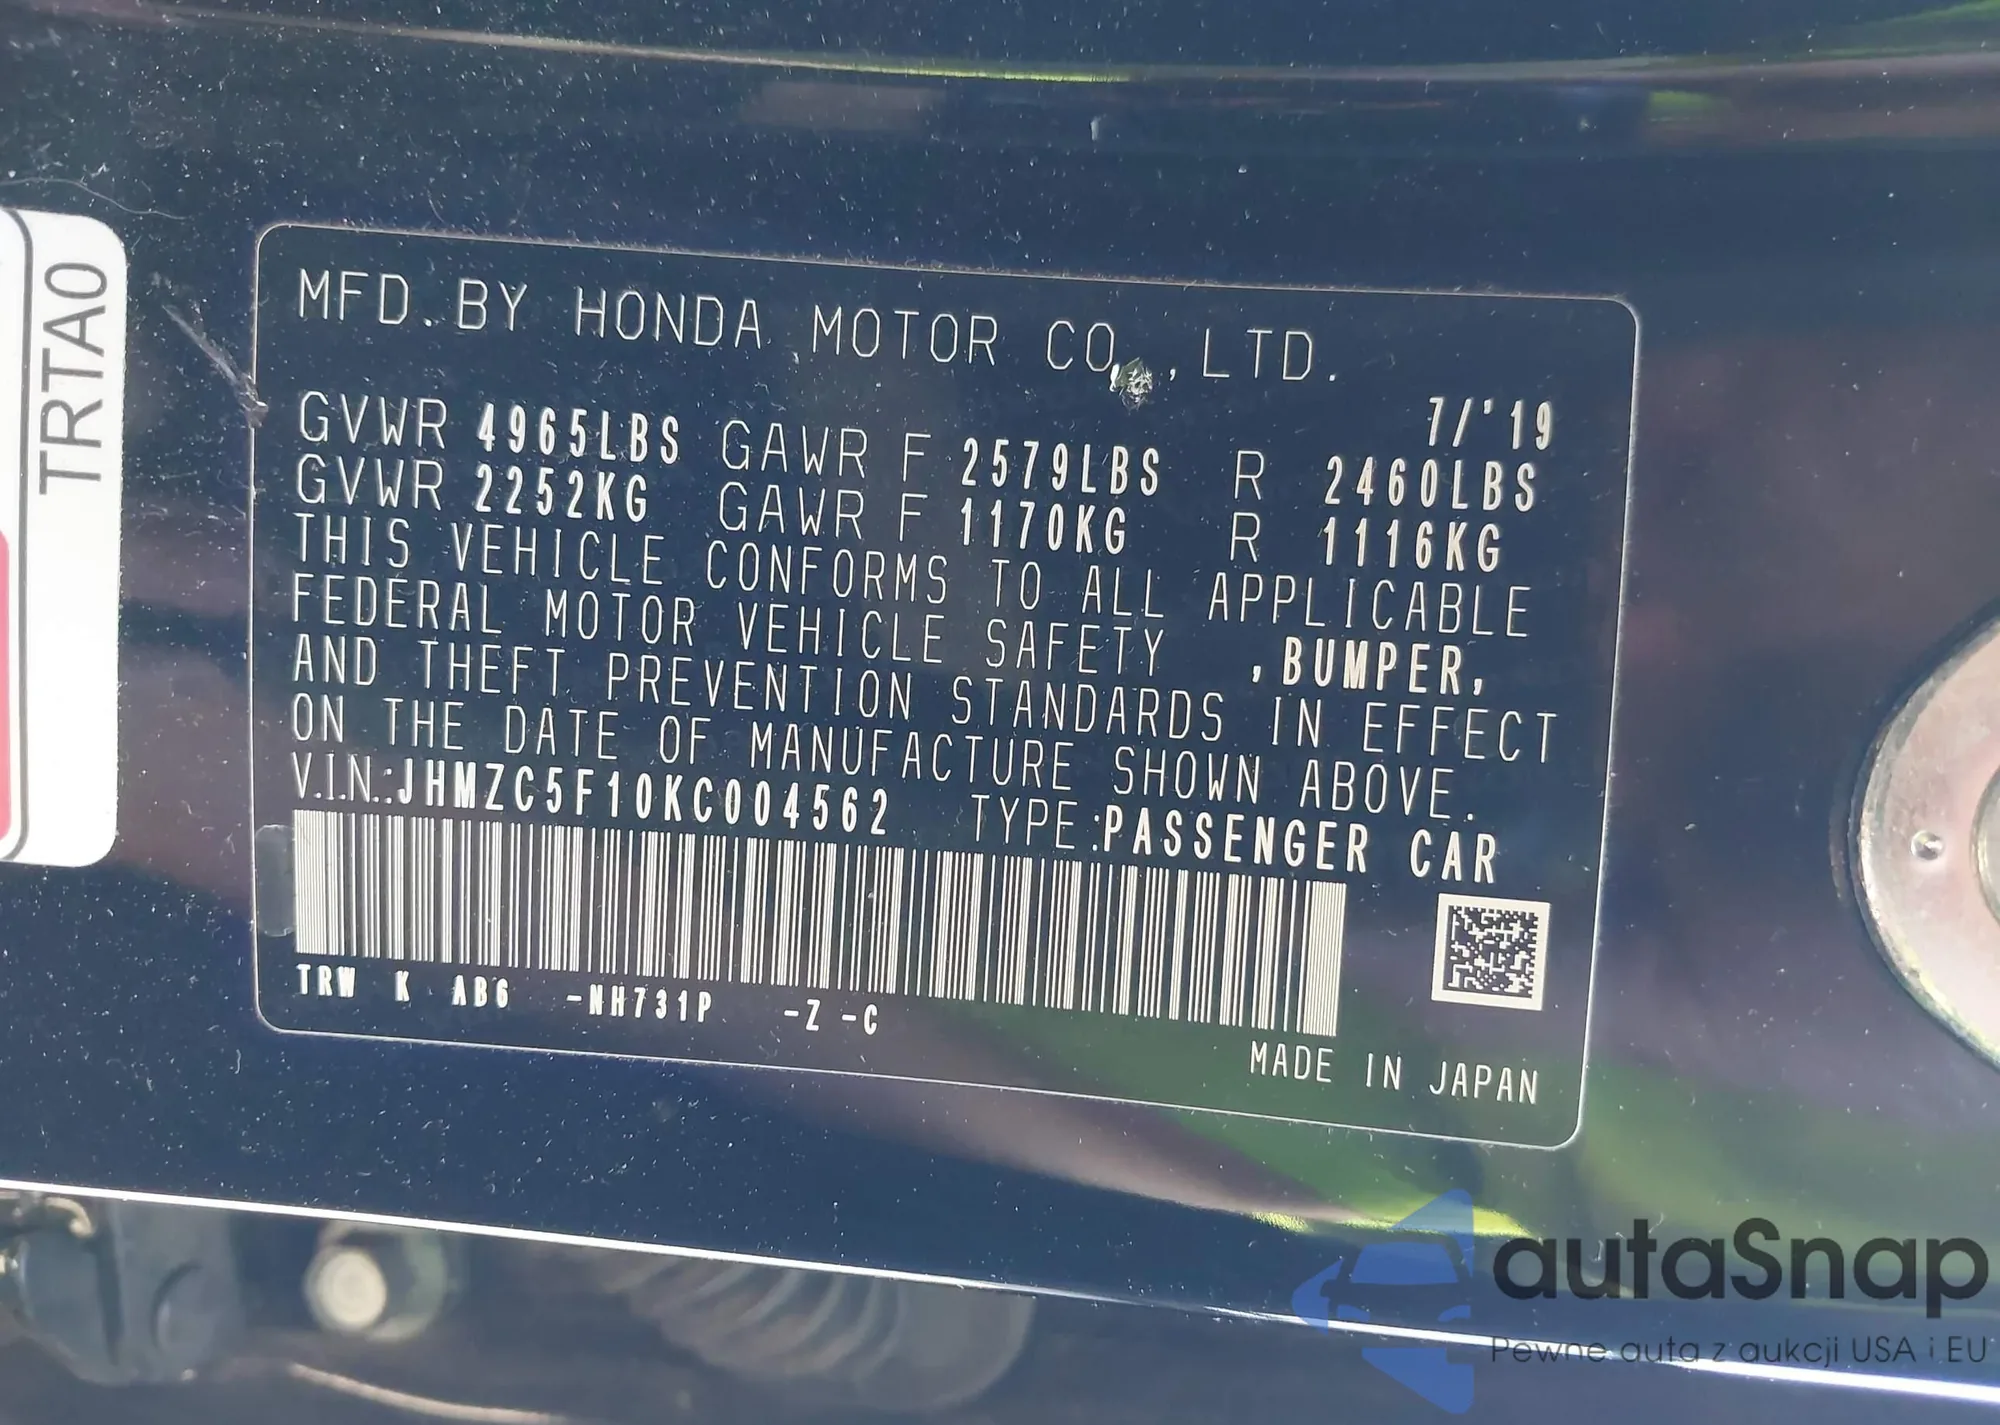 TRTA0
MFD. BY HONDA MOTOR CO., LTD.
7/'19
GVWR 4965LBS GAWR F 2579LBS R 2460LBS
GVWR 2252KG GAWR F 1170KG R 1116KG
THIS VEHICLE CONFORMS TO ALL APPLICABLE
FEDERAL MOTOR VEHICLE SAFETY , BUMPER,
AND THEFT PREVENTION STANDARDS IN EFFECT
ON THE DATE OF MANUFACTURE SHOWN ABOVE.
V.I.N.:JHMZC5F10KC004562 TYPE:PASSENGER CAR
TRW K AB6 -NH731P -Z -C
MADE IN JAPAN
autaSnap
Pewne auta z aukcji USA i EU